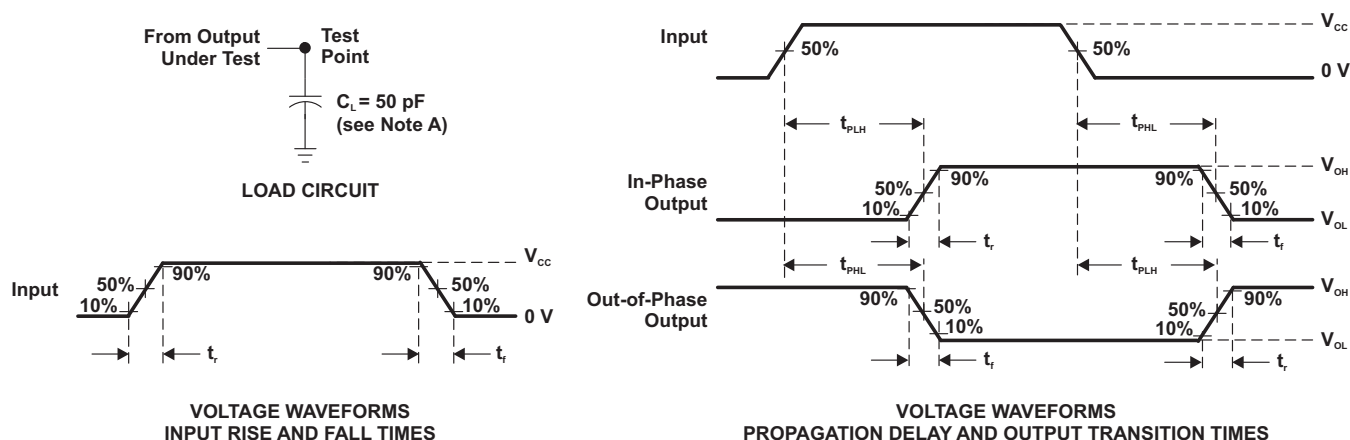 From Output
Under Test
Test
Point
C_L = 50 pF
(see Note A)
LOAD CIRCUIT
Input
10%
50%
90%
90%
50%
10%
V_CC
0 V
t_r
t_f
VOLTAGE WAVEFORMS
INPUT RISE AND FALL TIMES
Input
50%
50%
V_CC
0 V
t_PLH
t_PHL
In-Phase
Output
10%
50%
90%
90%
50%
10%
V_OH
V_OL
t_r
t_f
t_PHL
t_PLH
Out-of-Phase
Output
90%
50%
10%
10%
50%
90%
V_OH
V_OL
t_f
t_r
VOLTAGE WAVEFORMS
PROPAGATION DELAY AND OUTPUT TRANSITION TIMES